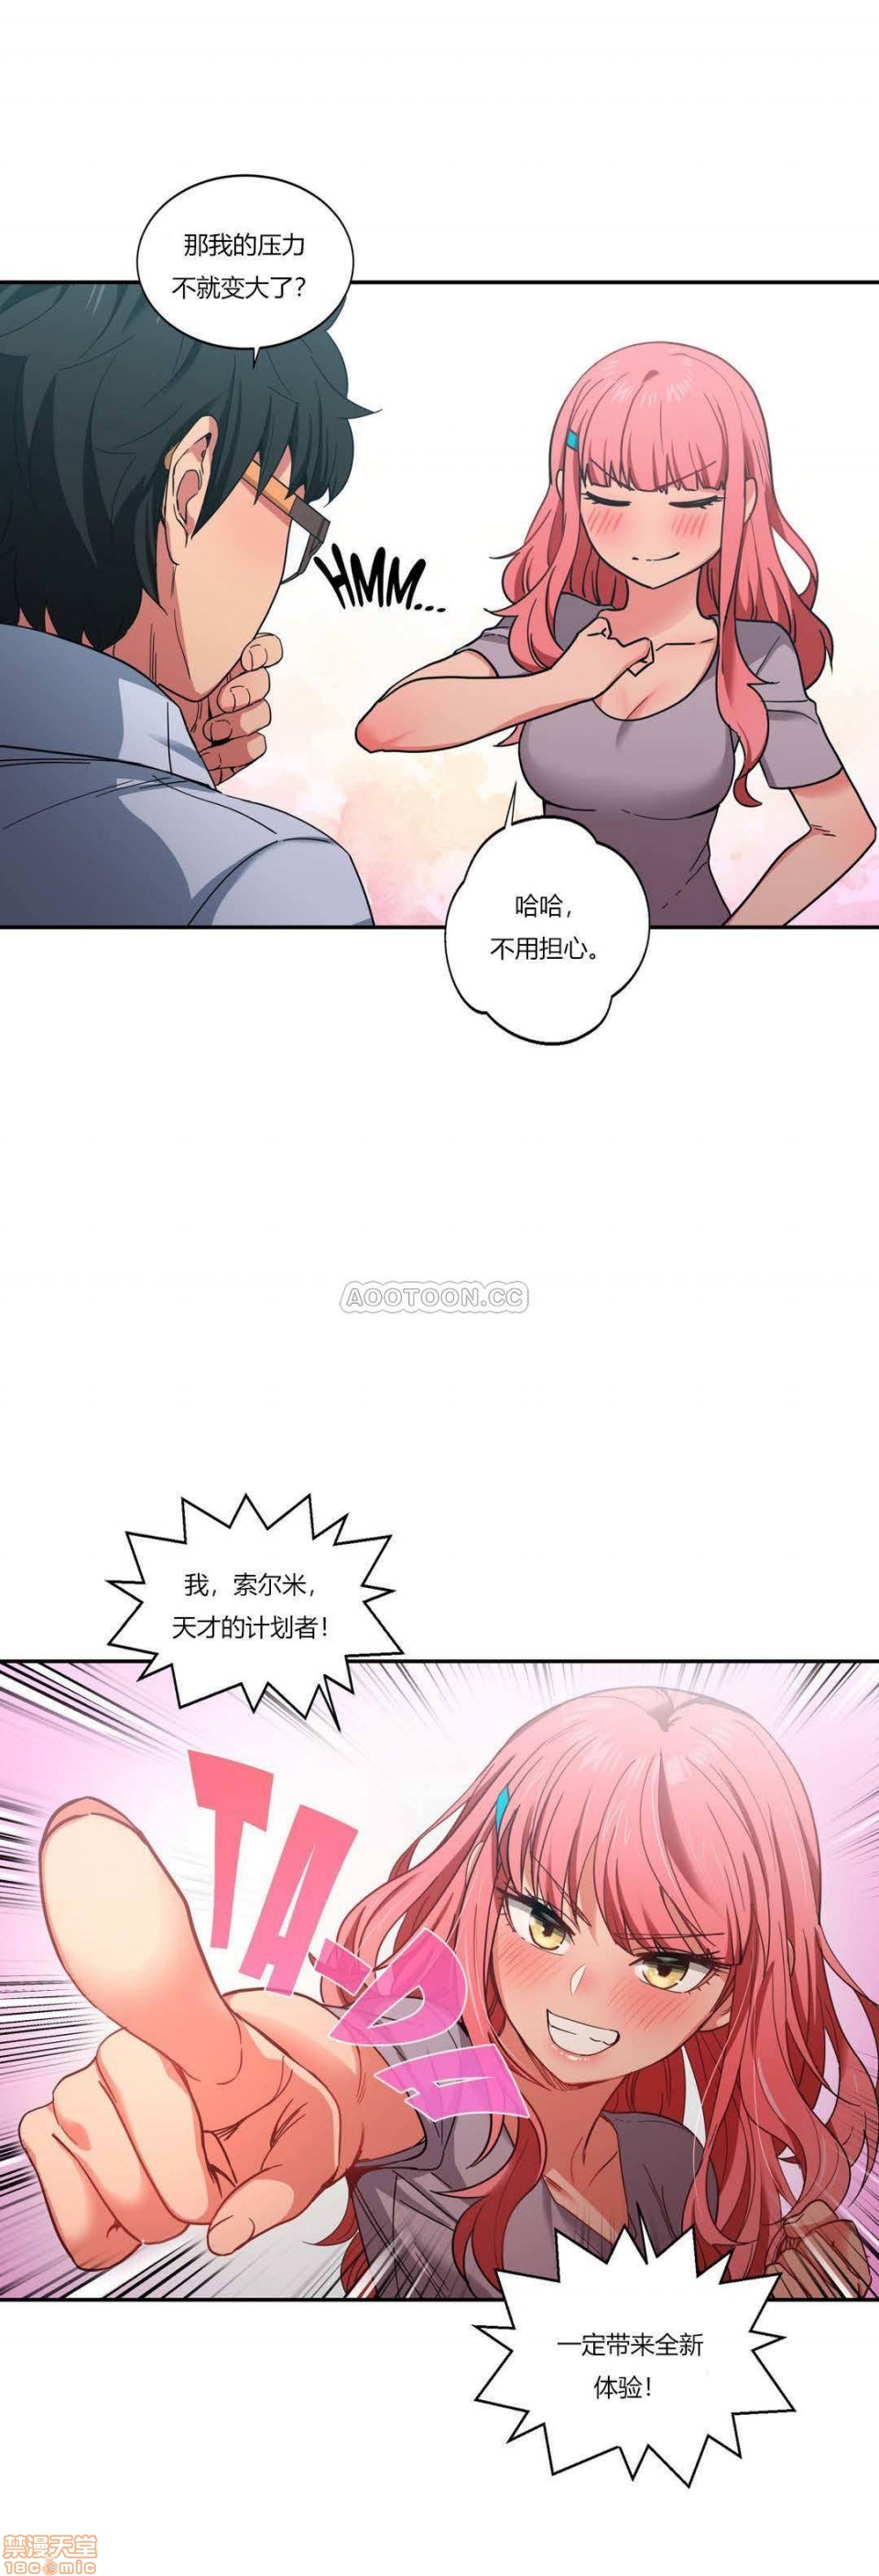 那我的压力
不就变大了?
HMM...
哈哈，
不用担心。
AOOTOON.CC
我，索尔米，
天才的计划者!
TA-DA
一定带来全新
体验!
禁漫天堂
18comic